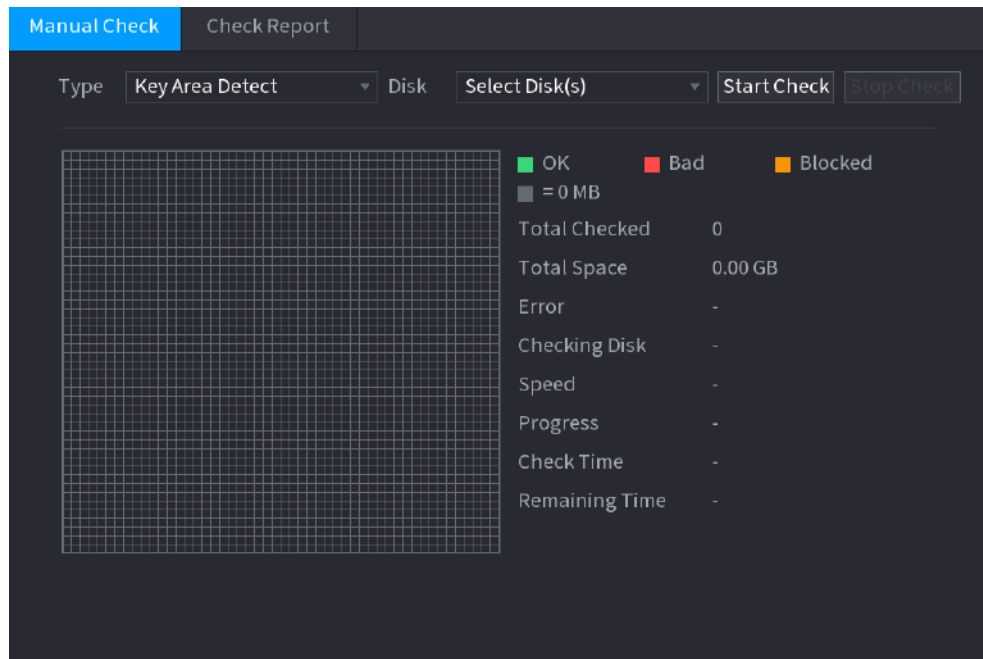 Manual Check Check Report
Type Key Area Detect Disk Select Disk(s) Start Check Stop Check
OK Bad Blocked
= 0 MB
Total Checked 0
Total Space 0.00 GB
Error -
Checking Disk -
Speed -
Progress -
Check Time -
Remaining Time -